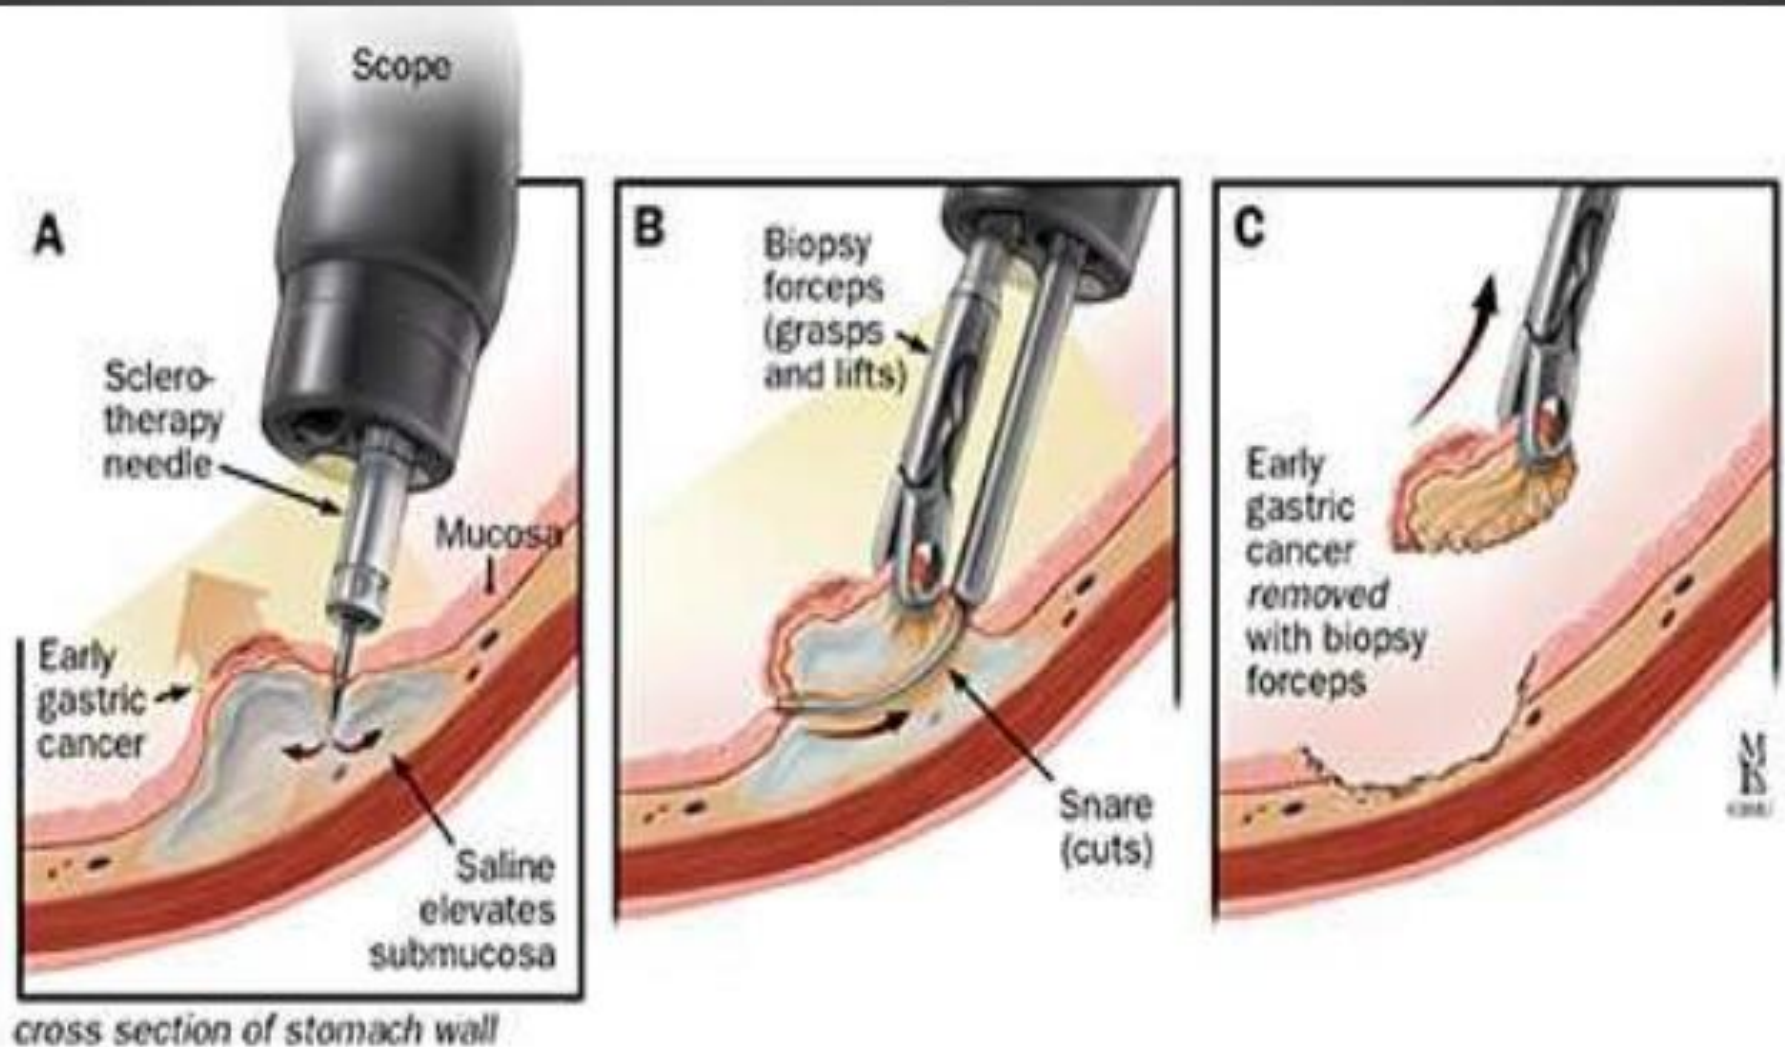 Scope
A
Sclero-
therapy
needle
Mucosa
Early
gastric
cancer
Saline
elevates
submucosa
cross section of stomach wall
B
Biopsy
forceps
(grasps
and lifts)
Snare
(cuts)
C
Early
gastric
cancer
removed
with biopsy
forceps